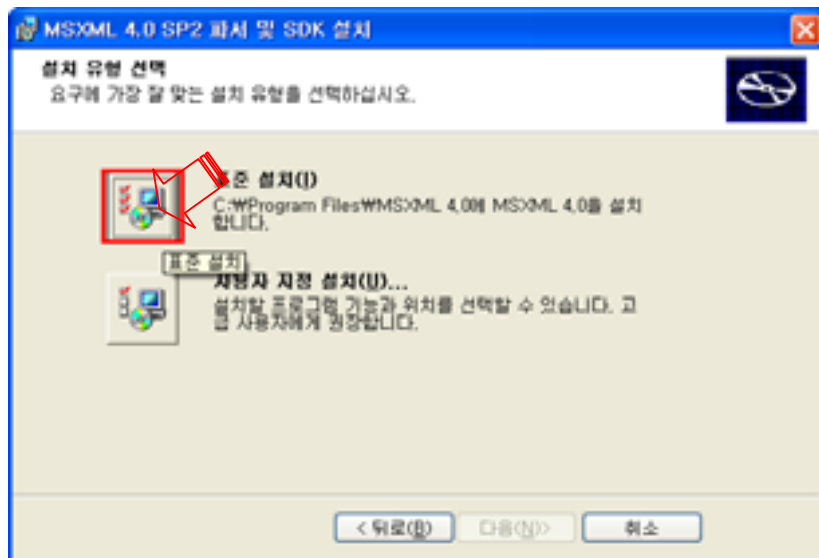 MSXML 4.0 SP2 파서 및 SDK 설치
설치 유형 선택
요구에 가장 잘 맞는 설치 유형를 선택하십시오.
표준 설치(I)
C:₩Program Files₩MSXML 4.0에 MSXML 4.0을 설치
합니다.
표준 설치
사용자 지정 설치(U)...
설치할 프로그램 기능과 위치를 선택할 수 있습니다. 고
급 사용자에게 권장합니다.
< 뒤로(B)
다음(N)>
취소